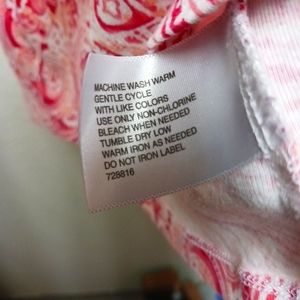 MACHINE WASH WARM
GENTLE CYCLE
WITH LIKE COLORS
USE ONLY NON-CHLORINE
BLEACH WHEN NEEDED
TUMBLE DRY LOW
WARM IRON AS NEEDED
DO NOT IRON LABEL
728816